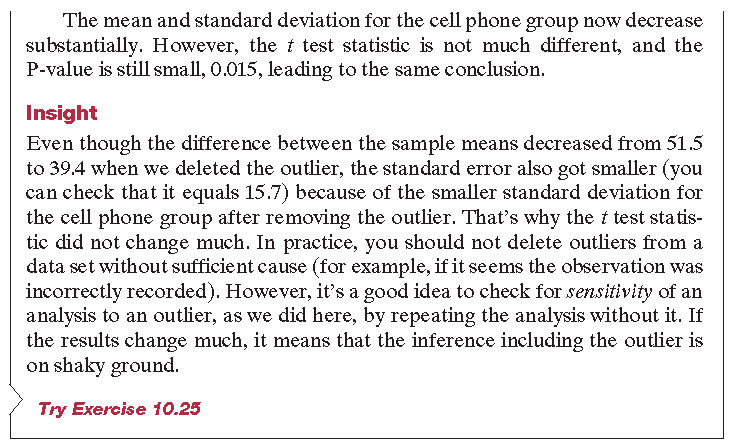 The mean and standard deviation for the cell phone group now decrease
substantially. However, the t test statistic is not much different, and the
P-value is still small, 0.015, leading to the same conclusion.
Insight
Even though the difference between the sample means decreased from 51.5
to 39.4 when we deleted the outlier, the standard error also got smaller (you
can check that it equals 15.7) because of the smaller standard deviation for
the cell phone group after removing the outlier. That's why the t test statis-
tic did not change much. In practice, you should not delete outliers from a
data set without sufficient cause (for example, if it seems the observation was
incorrectly recorded). However, it's a good idea to check for sensitivity of an
analysis to an outlier, as we did here, by repeating the analysis without it. If
the results change much, it means that the inference including the outlier is
on shaky ground.
Try Exercise 10.25